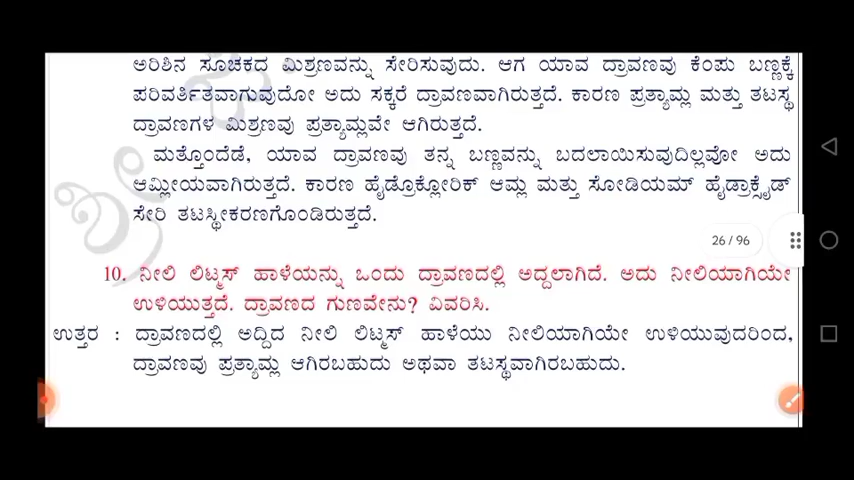 ಅರಿಶಿನ ಸೂಚಕದ ಮಿಶ್ರಣವನ್ನು ಸೇರಿಸುವುದು. ಆಗ ಯಾವ ದ್ರಾವಣವು ಕೆಂಪು ಬಣ್ಣಕ್ಕೆ
ಪರಿವರ್ತಿತವಾಗುವುದೋ ಅದು ಸಕ್ಕರೆ ದ್ರಾವಣವಾಗಿರುತ್ತದೆ. ಕಾರಣ ಪ್ರತ್ಯಾಮ್ಲ ಮತ್ತು ತಟಸ್ಥ
ದ್ರಾವಣಗಳ ಮಿಶ್ರಣವು ಪ್ರತ್ಯಾಮ್ಲವೇ ಆಗಿರುತ್ತದೆ.
ಮತ್ತೊಂದೆಡೆ, ಯಾವ ದ್ರಾವಣವು ತನ್ನ ಬಣ್ಣವನ್ನು ಬದಲಾಯಿಸುವುದಿಲ್ಲವೋ ಅದು
ಆಮ್ಲೀಯವಾಗಿರುತ್ತದೆ. ಕಾರಣ ಹೈಡ್ರೊಕ್ಲೋರಿಕ್ ಆಮ್ಲ ಮತ್ತು ಸೋಡಿಯಮ್ ಹೈಡ್ರಾಕ್ಸೈಡ್
ಸೇರಿ ತಟಸ್ಥೀಕರಣಗೊಂಡಿರುತ್ತದೆ.
26 / 96
10. ನೀಲಿ ಲಿಟ್ಮಸ್ ಹಾಳೆಯನ್ನು ಒಂದು ದ್ರಾವಣದಲ್ಲಿ ಅದ್ದಲಾಗಿದೆ. ಅದು ನೀಲಿಯಾಗಿಯೇ
ಉಳಿಯುತ್ತದೆ. ದ್ರಾವಣದ ಗುಣವೇನು? ವಿವರಿಸಿ.
ಉತ್ತರ : ದ್ರಾವಣದಲ್ಲಿ ಅದ್ದಿದ ನೀಲಿ ಲಿಟ್ಮಸ್ ಹಾಳೆಯು ನೀಲಿಯಾಗಿಯೇ ಉಳಿಯುವುದರಿಂದ,
ದ್ರಾವಣವು ಪ್ರತ್ಯಾಮ್ಲ ಆಗಿರಬಹುದು ಅಥವಾ ತಟಸ್ಥವಾಗಿರಬಹುದು.